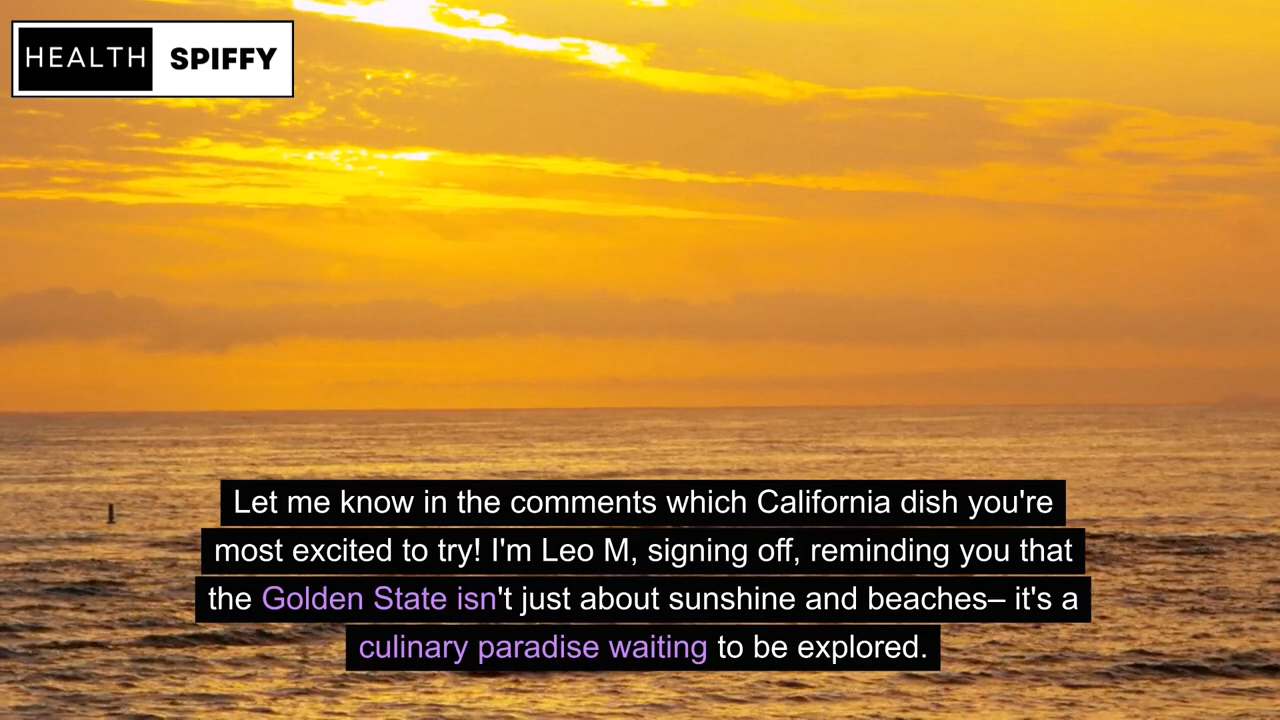 HEALTH SPIFFY
Let me know in the comments which California dish you're
most excited to try! I'm Leo M, signing off, reminding you that
the Golden State isn't just about sunshine and beaches– it's a
culinary paradise waiting to be explored.